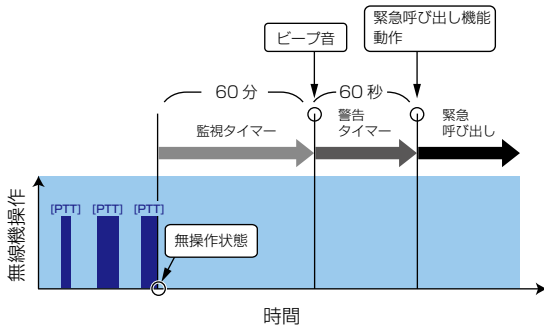 緊急呼び出し機能
動作
ビープ音
60分
60秒
監視タイマー
警告
タイマー
緊急
呼び出し
無線機操作
[PTT]
[PTT]
[PTT]
無操作状態
時間